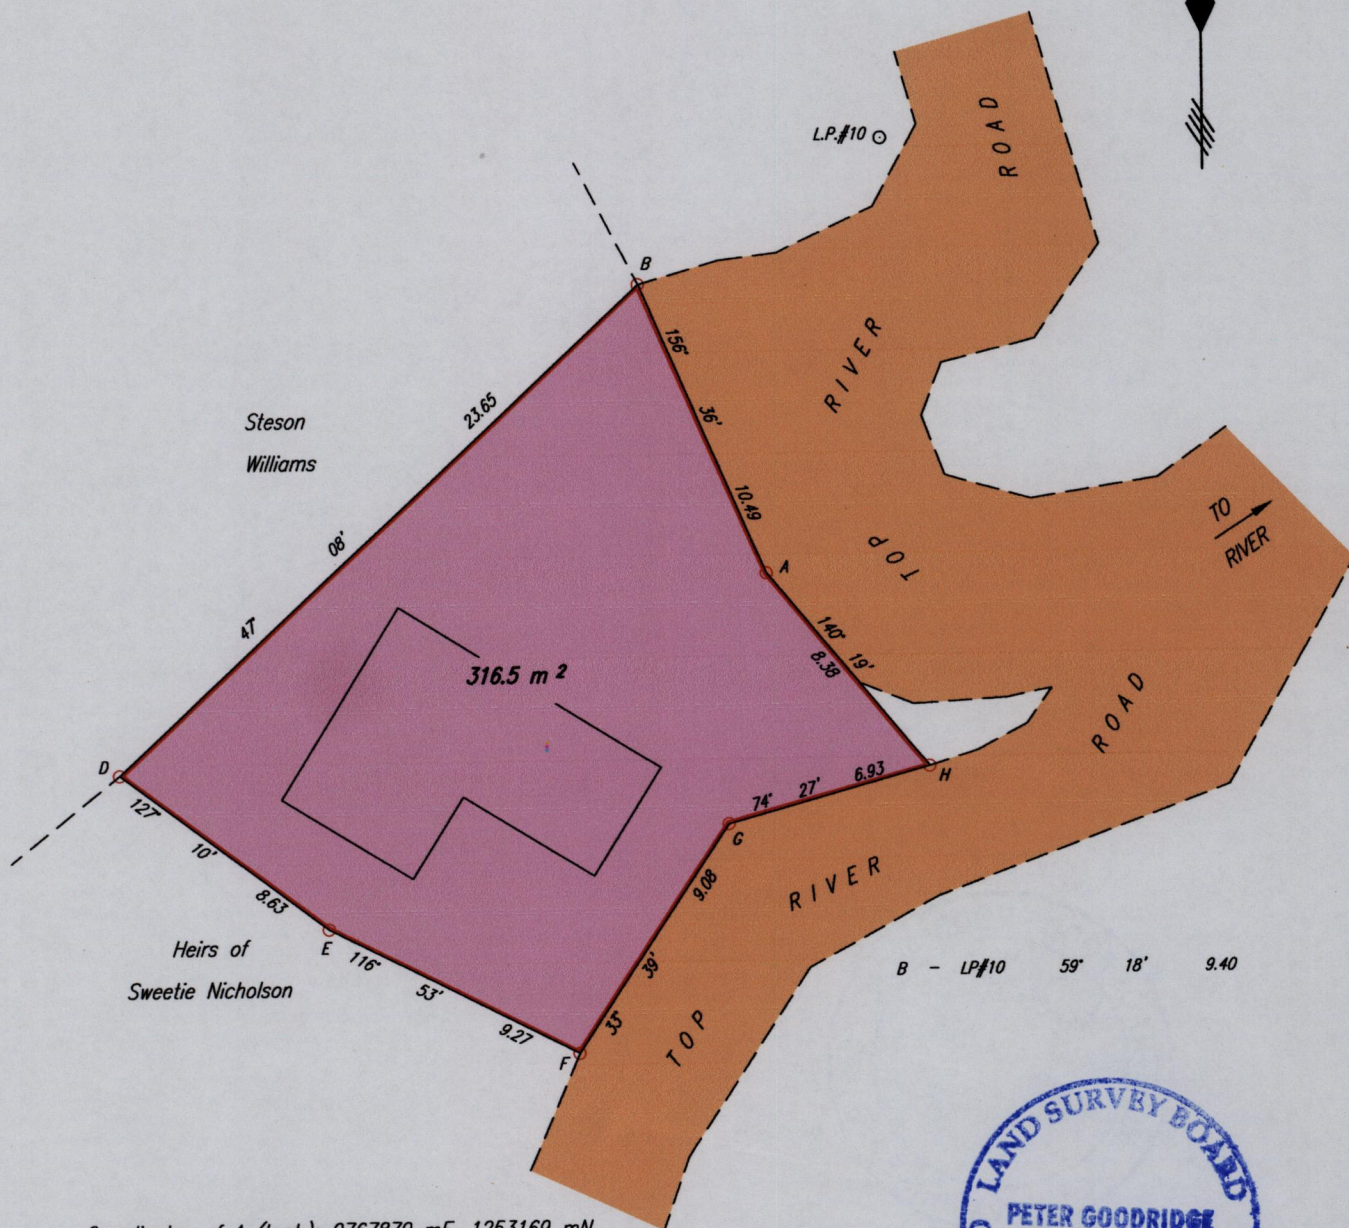 ROAD
L.P.#10
B
156°
36'
10.49
RIVER
23.65
Steson
Williams
08'
47°
TOP
A
TO
RIVER
140° 19'
8.38
316.5 m²
ROAD
D
H
6.93
27'
74°
G
127°
10'
8.63
9.08
RIVER
E
Heirs of
Sweetie Nicholson
116°
53'
9.27
39'
33°
F
TOP
B - LP#10 59° 18' 9.40
LAND SURVEY BOARD
PETER GOODRIDGE